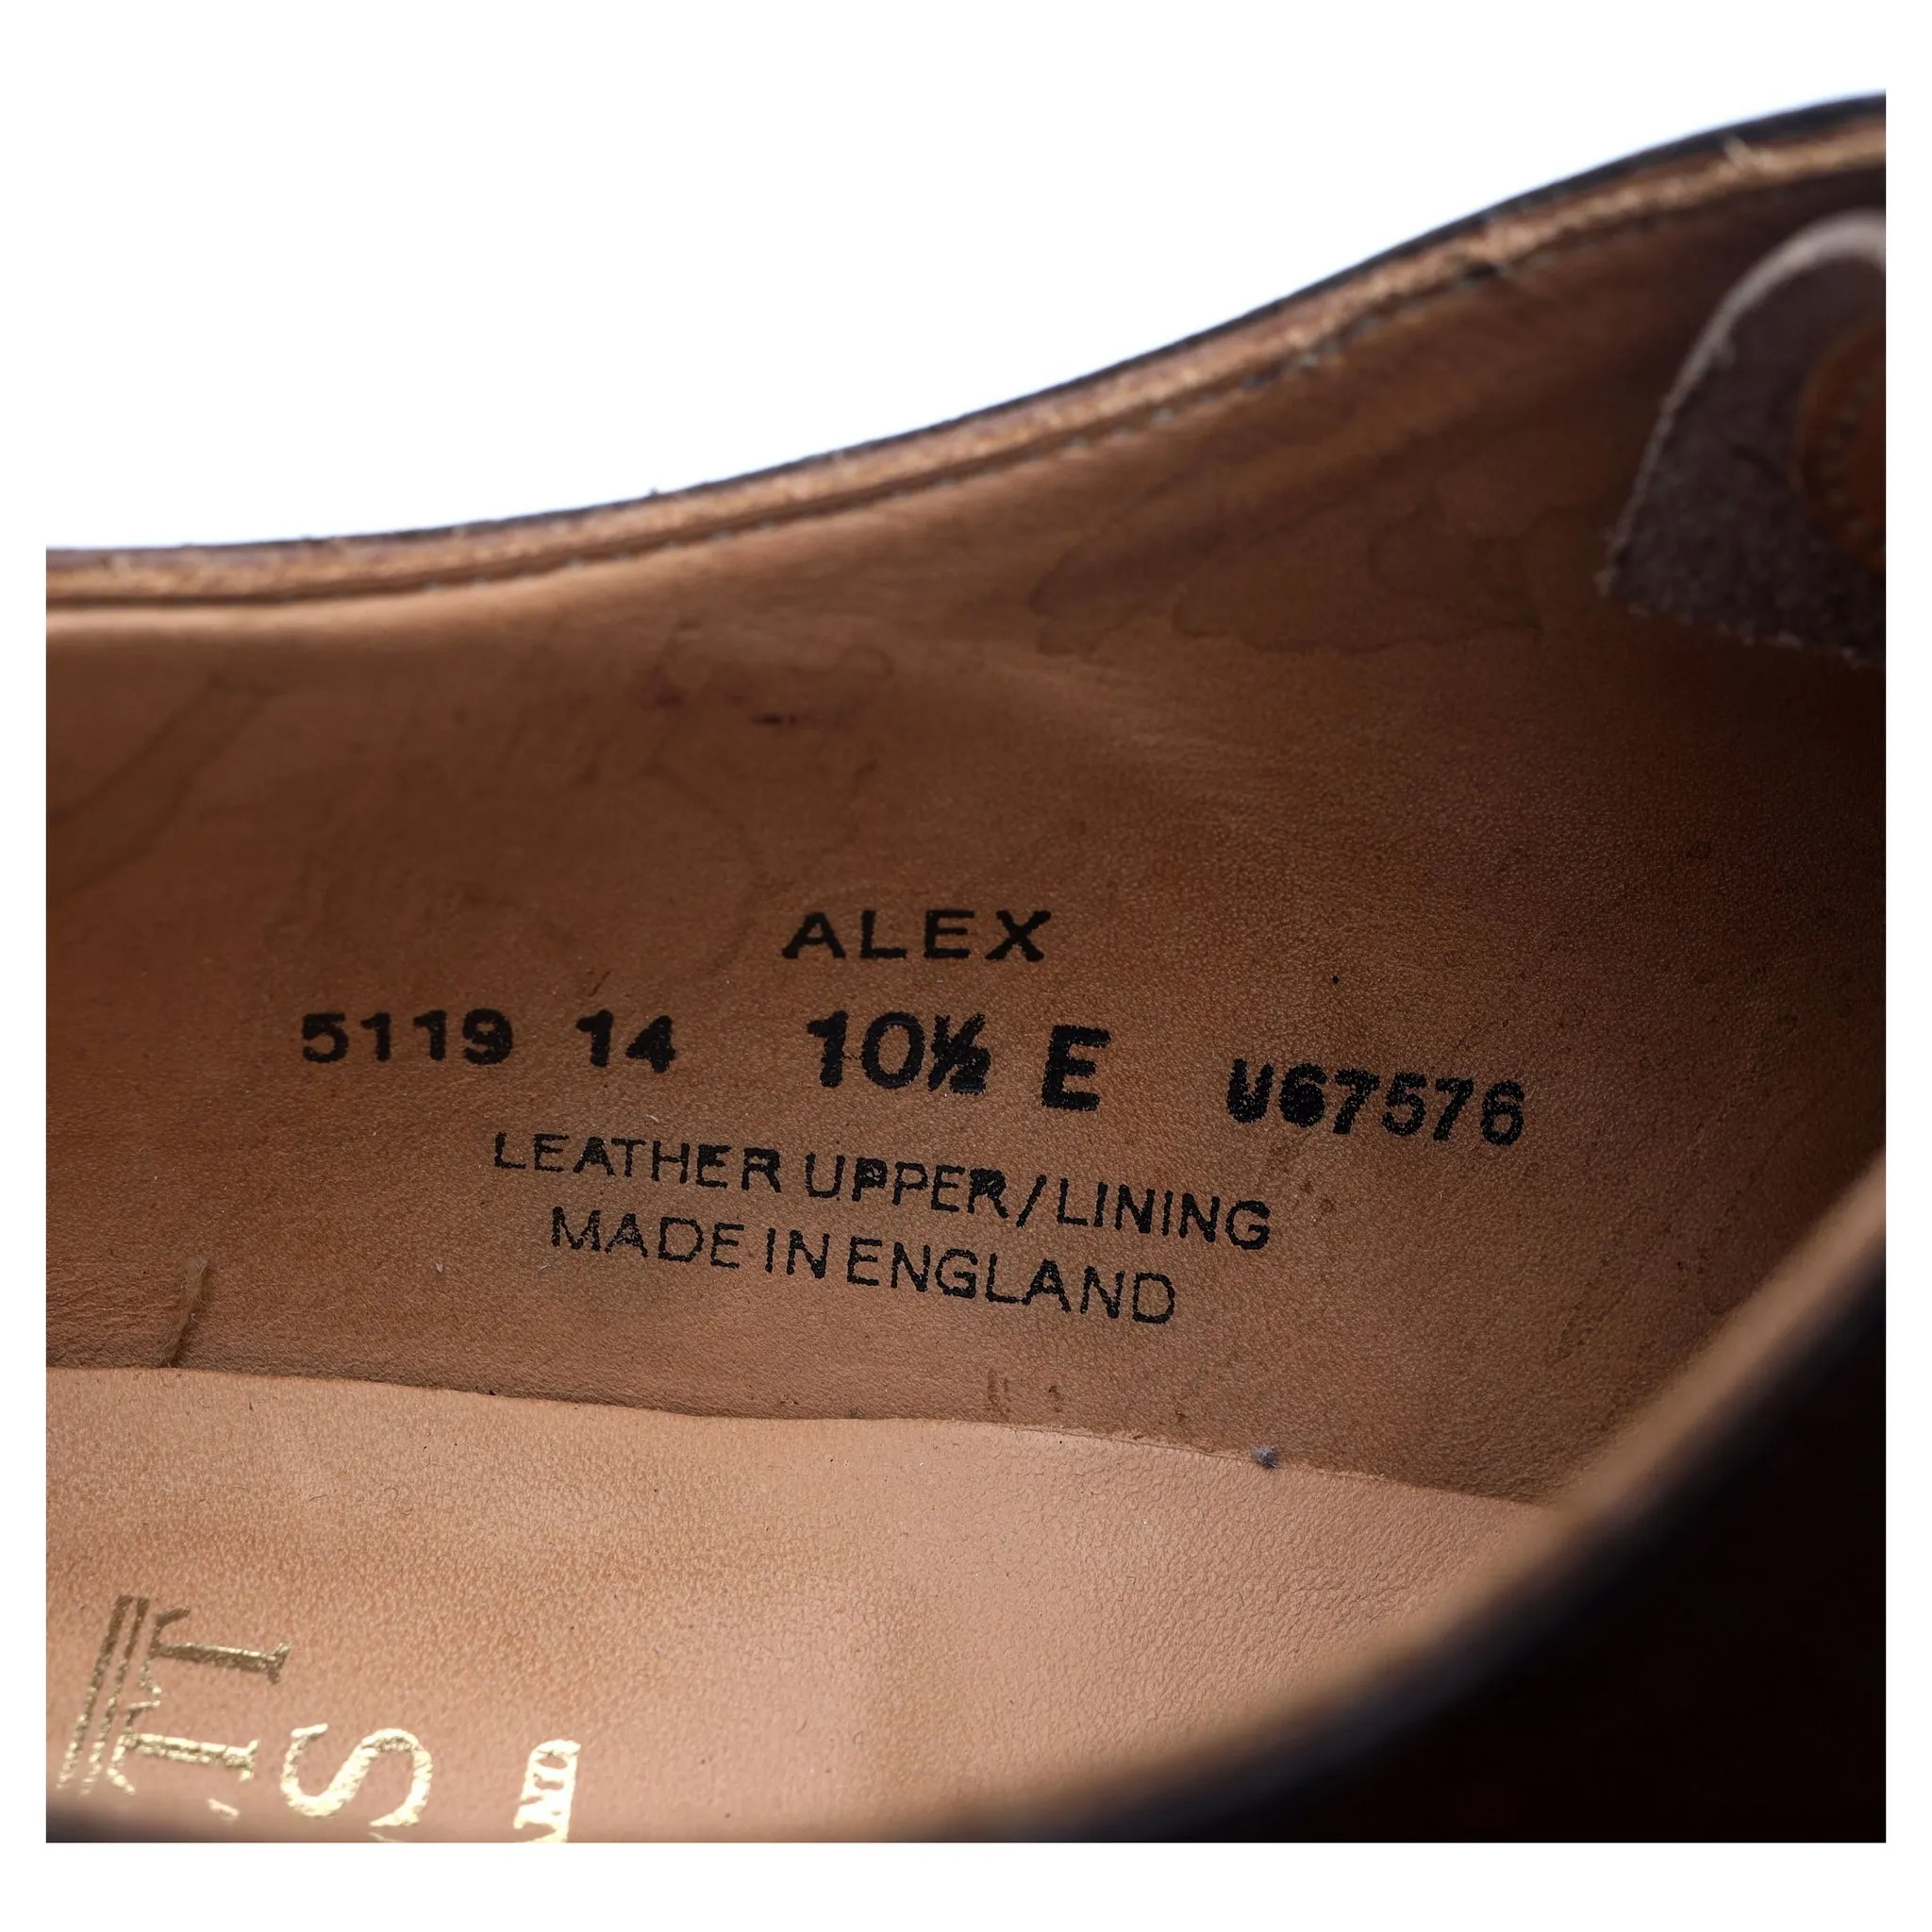 ALEX
5119 14 10½ E U67576
LEATHER UPPER/LINING
MADE IN ENGLAND